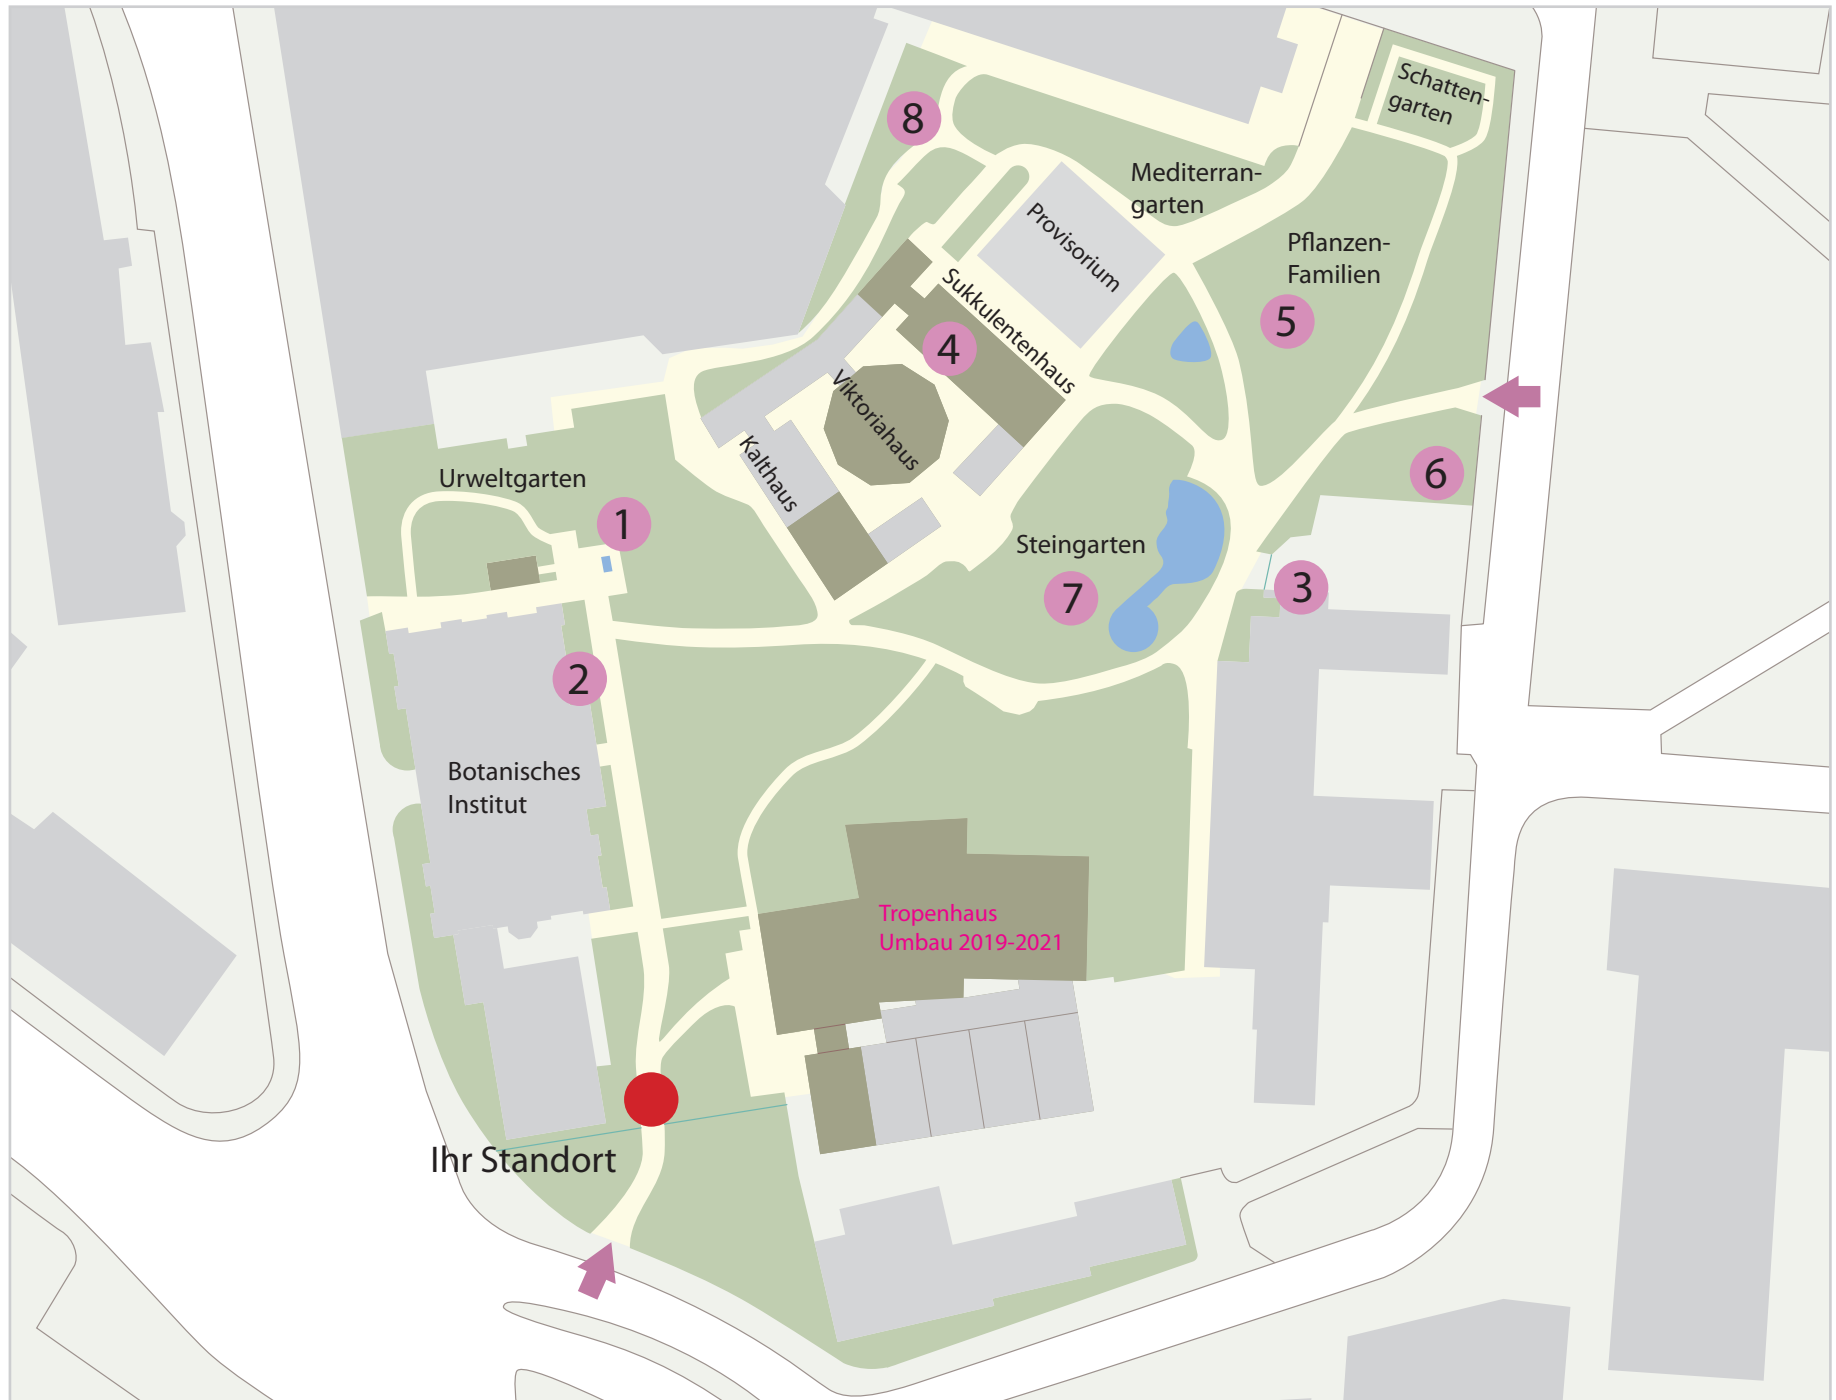 Schatten-
garten
8
Mediterran-
garten
Provisorium
Pflanzen-
Familien
5
Sukkulentenhaus
4
Viktoriahaus
Kalthaus
6
Urweltgarten
1
Steingarten
7
3
2
Botanisches
Institut
Tropenhaus
Umbau 2019-2021
Ihr Standort